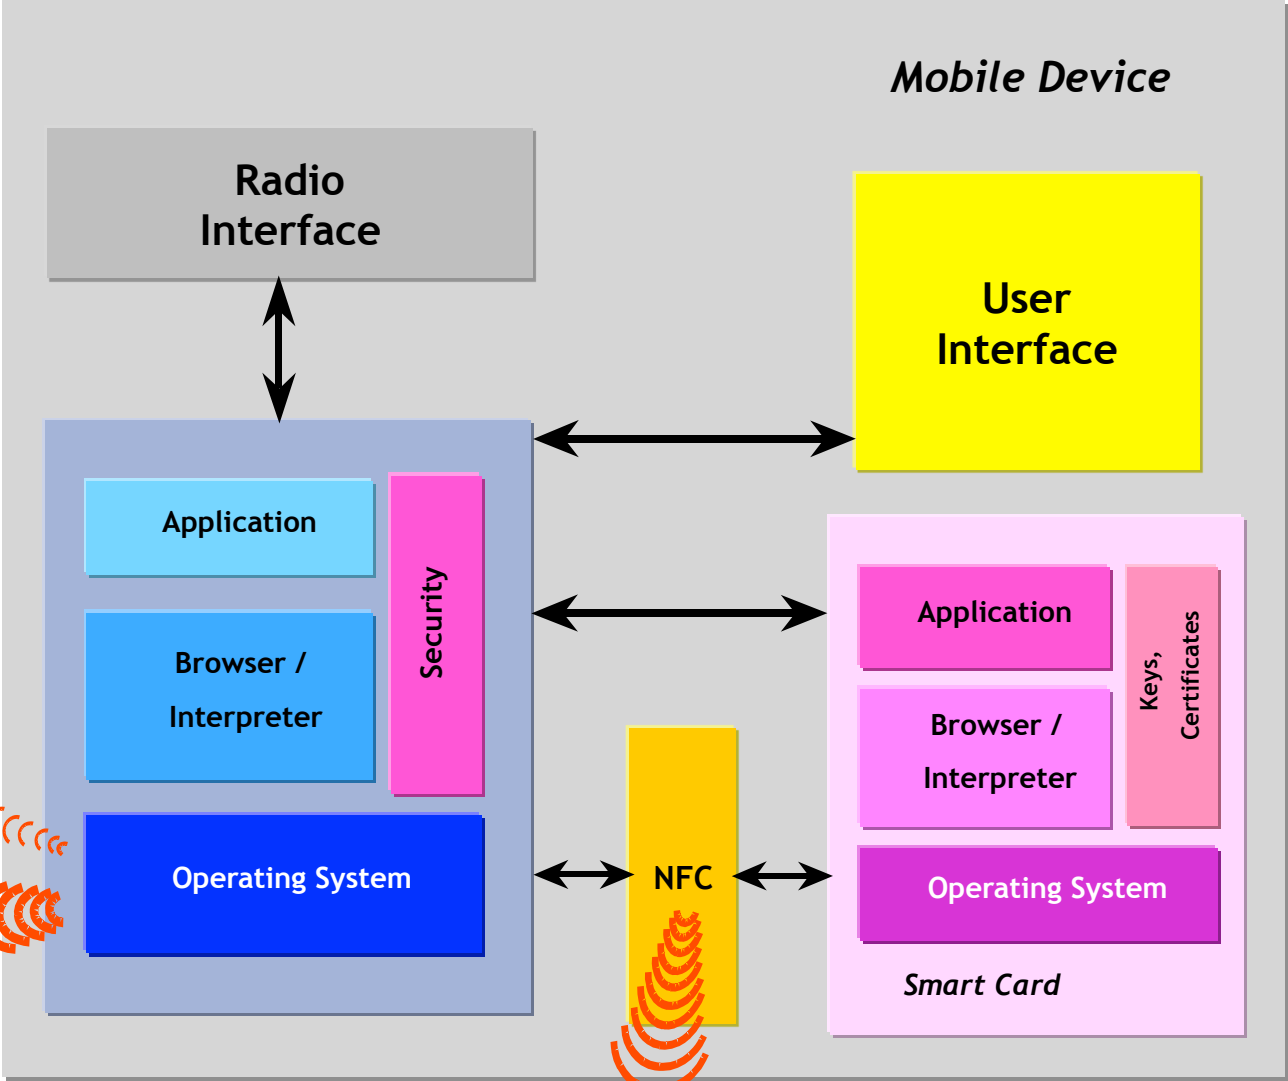 Mobile Device
Radio
Interface
User
Interface
Application
Security
Browser /
Interpreter
Operating System
NFC
Application
Keys,
Certificates
Browser /
Interpreter
Operating System
Smart Card